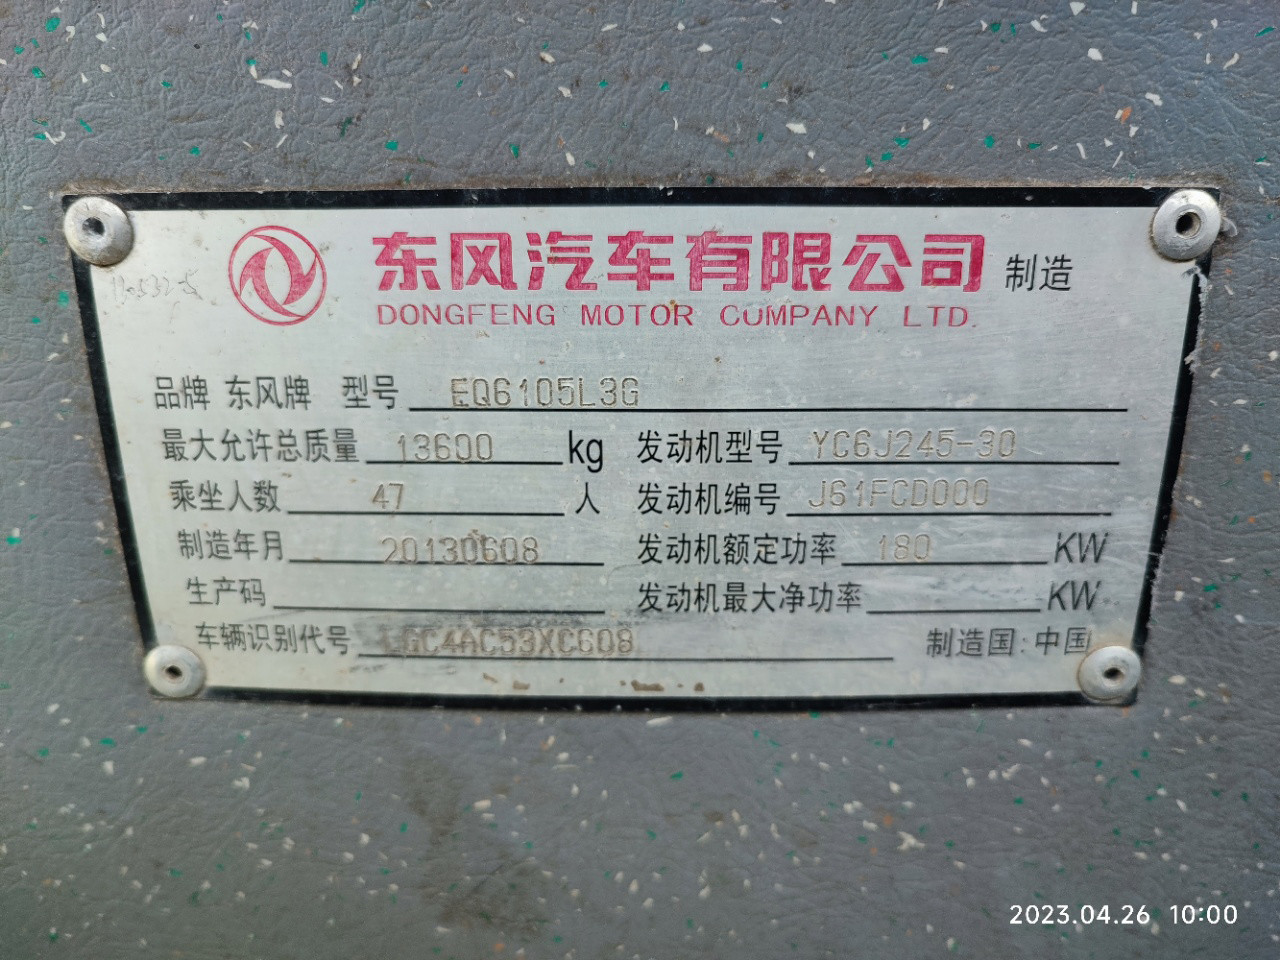 东风汽车有限公司 制造
DONGFENG MOTOR COMPANY LTD.
品牌 东风牌 型号 EQ6105L3G
最大允许总质量 13600 kg 发动机型号 YC6J245-30
乘坐人数 47 人 发动机编号 J61FCD000
制造年月 20130608 发动机额定功率 180 KW
生产码 发动机最大净功率 KW
车辆识别代号 LGC4AC53XC608 制造国:中国
2023.04.26 10:00